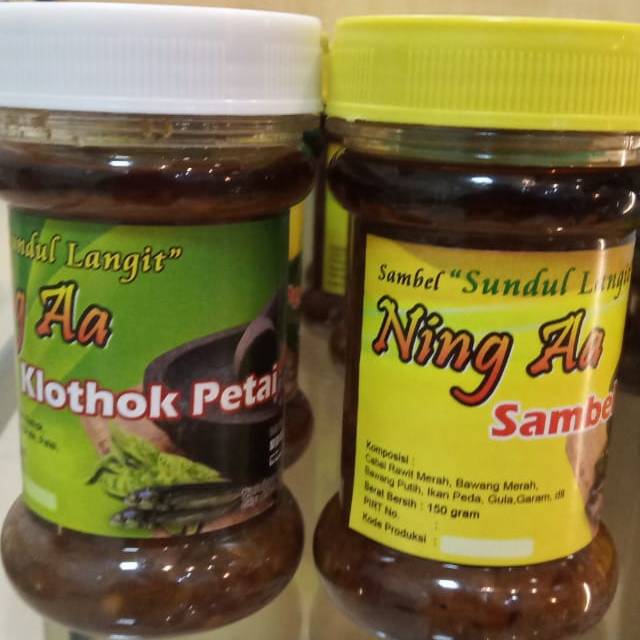 Sundul Langit"
Aa
Klothok Petai
Sambel "Sundul Langit
Ning Aa
Sambel
Komposisi :
Cabai Rawit Merah, Bawang Merah,
Bawang Putih, Ikan Peda, Gula,Garam, dll
Berat Bersih : 150 gram
PIRT No. :
Kode Produksi :